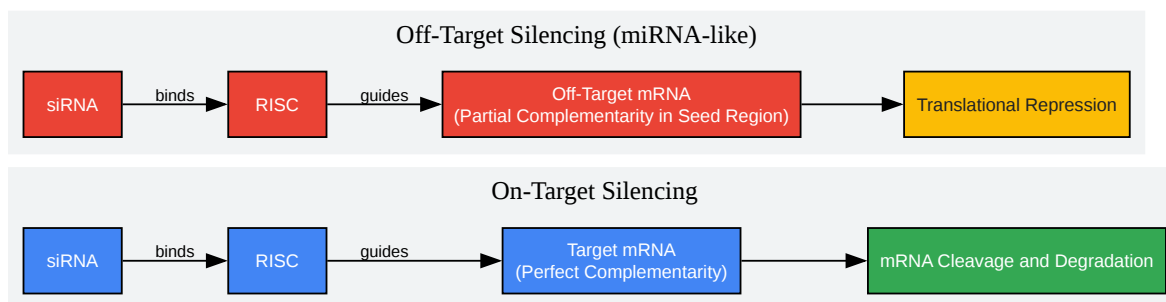 Off-Target Silencing (miRNA-like)
siRNA
binds
RISC
guides
Off-Target mRNA
(Partial Complementarity in Seed Region)
Translational Repression
On-Target Silencing
siRNA
binds
RISC
guides
Target mRNA
(Perfect Complementarity)
mRNA Cleavage and Degradation